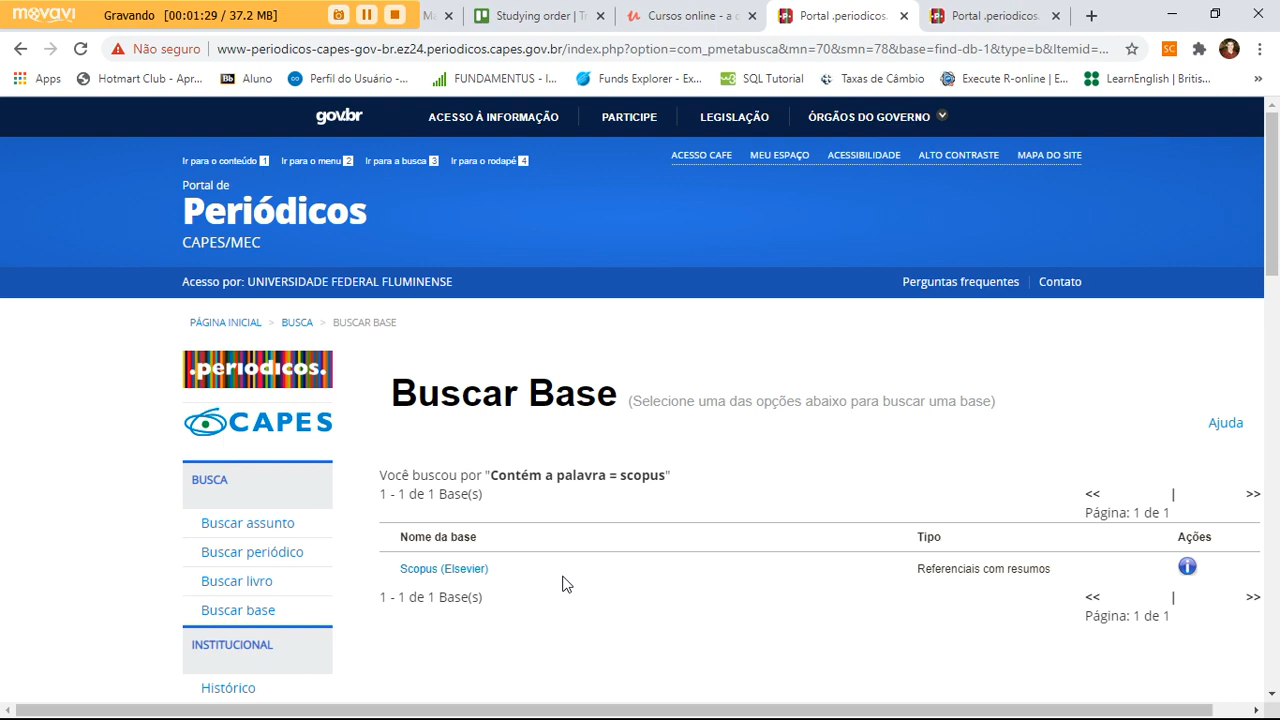 movavi
Gravando [00:01:29 / 37.2 MB]
Ma
Studying order | T
Cursos online - a c
Portal .periodicos.
Portal .periodicos.
Não seguro
www-periodicos-capes-gov-br.ez24.periodicos.capes.gov.br/index.php?option=com_pmetabusca&mn=70&smn=78&base=find-db-1&type=b&Itemid=...
SC
Apps
Hotmart Club - Apr...
Bb Aluno
Perfil do Usuário -...
FUNDAMENTUS - I...
Funds Explorer - Ex...
SQL Tutorial
Taxas de Câmbio
Execute R-online | E...
LearnEnglish | Britis...
gov.br
ACESSO À INFORMAÇÃO
PARTICIPE
LEGISLAÇÃO
ÓRGÃOS DO GOVERNO
Ir para o conteúdo 1
Ir para o menu 2
Ir para a busca 3
Ir para o rodapé 4
ACESSO CAFE
MEU ESPAÇO
ACESSIBILIDADE
ALTO CONTRASTE
MAPA DO SITE
Portal de
Periódicos
CAPES/MEC
Acesso por: UNIVERSIDADE FEDERAL FLUMINENSE
Perguntas frequentes
Contato
PÁGINA INICIAL > BUSCA > BUSCAR BASE
.periodicos.
CAPES
Buscar Base (Selecione uma das opções abaixo para buscar uma base)
Ajuda
BUSCA
Buscar assunto
Buscar periódico
Buscar livro
Buscar base
INSTITUCIONAL
Histórico
Você buscou por "Contém a palavra = scopus"
1 - 1 de 1 Base(s)
<< | >>
Página: 1 de 1
Nome da base
Tipo
Ações
Scopus (Elsevier)
Referenciais com resumos
i
1 - 1 de 1 Base(s)
<< | >>
Página: 1 de 1